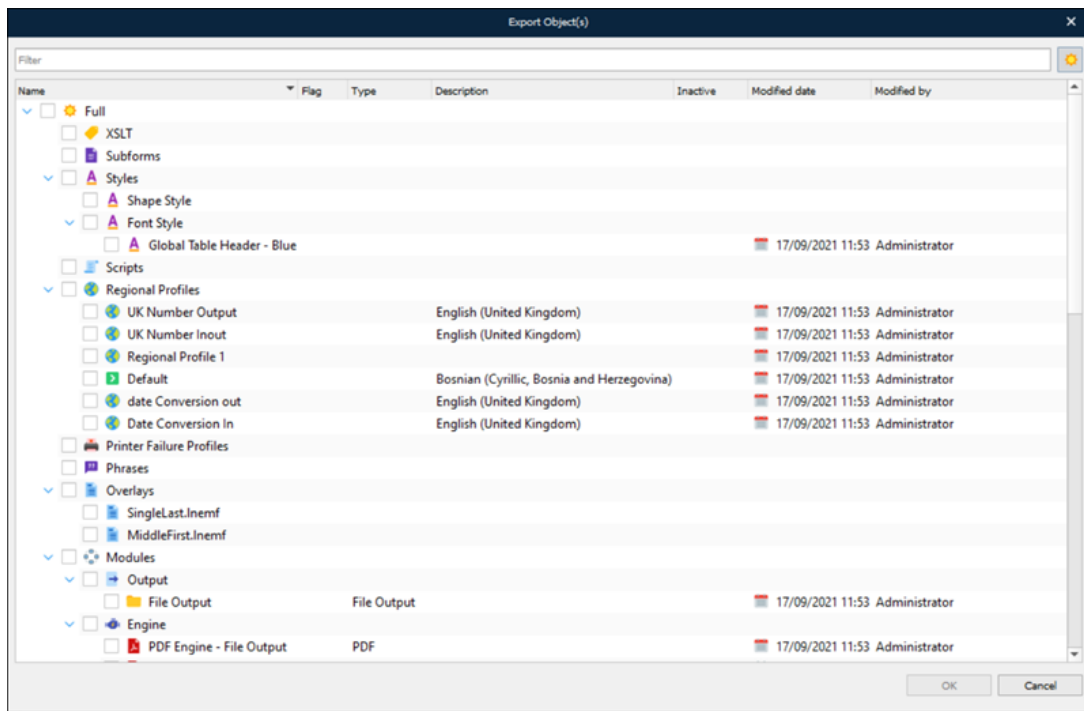 Export Object(s)
Filter
Name Flag Type Description Inactive Modified date Modified by
Full
XSLT
Subforms
Styles
Shape Style
Font Style
Global Table Header - Blue 17/09/2021 11:53 Administrator
Scripts
Regional Profiles
UK Number Output English (United Kingdom) 17/09/2021 11:53 Administrator
UK Number Inout English (United Kingdom) 17/09/2021 11:53 Administrator
Regional Profile 1 17/09/2021 11:53 Administrator
Default Bosnian (Cyrillic, Bosnia and Herzegovina) 17/09/2021 11:53 Administrator
date Conversion out English (United Kingdom) 17/09/2021 11:53 Administrator
Date Conversion In English (United Kingdom) 17/09/2021 11:53 Administrator
Printer Failure Profiles
Phrases
Overlays
SingleLast.lnemf
MiddleFirst.lnemf
Modules
Output
File Output File Output 17/09/2021 11:53 Administrator
Engine
PDF Engine - File Output PDF 17/09/2021 11:53 Administrator
OK Cancel